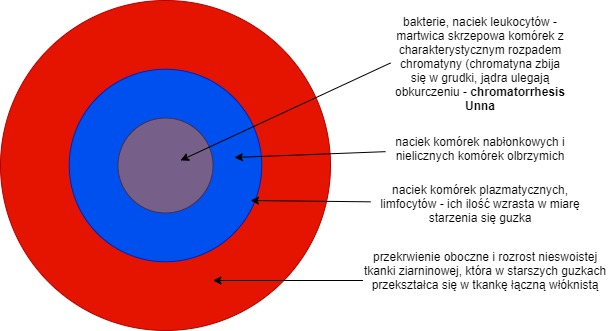 bakterie, naciek leukocytów -
martwica skrzepowa komórek z
charakterystycznym rozpadem
chromatyny (chromatyna zbija
się w grudki, jądra ulegają
obkurczeniu - chromatorrhesis
Unna
naciek komórek nabłonkowych i
nielicznych komórek olbrzymich
naciek komórek plazmatycznych,
limfocytów - ich ilość wzrasta w miarę
starzenia się guzka
przekrwienie oboczne i rozrost nieswoistej
tkanki ziarninowej, która w starszych guzkach
przekształca się w tkankę łączną włóknistą